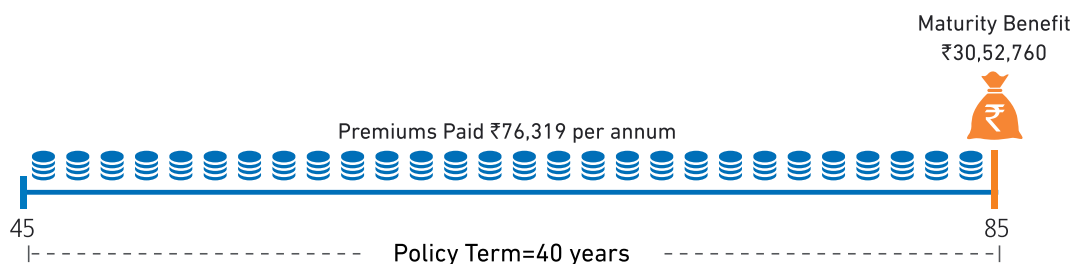 Maturity Benefit
₹30,52,760
₹
Premiums Paid ₹76,319 per annum
45
85
Policy Term=40 years